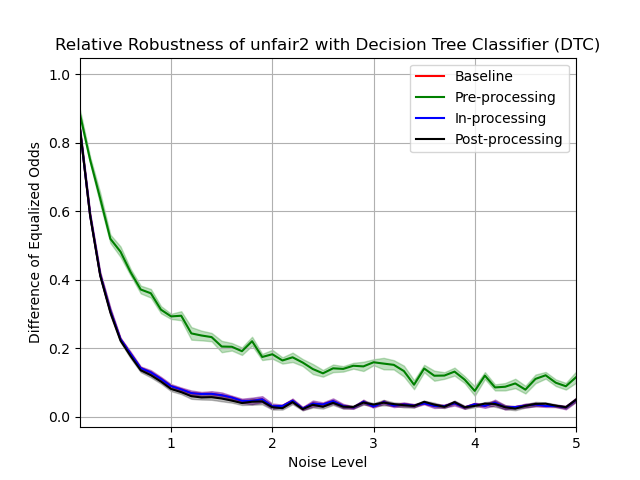 Relative Robustness of unfair2 with Decision Tree Classifier (DTC)
Difference of Equalized Odds
1.0
0.8
0.6
0.4
0.2
0.0
Baseline
Pre-processing
In-processing
Post-processing
1
2
3
4
5
Noise Level